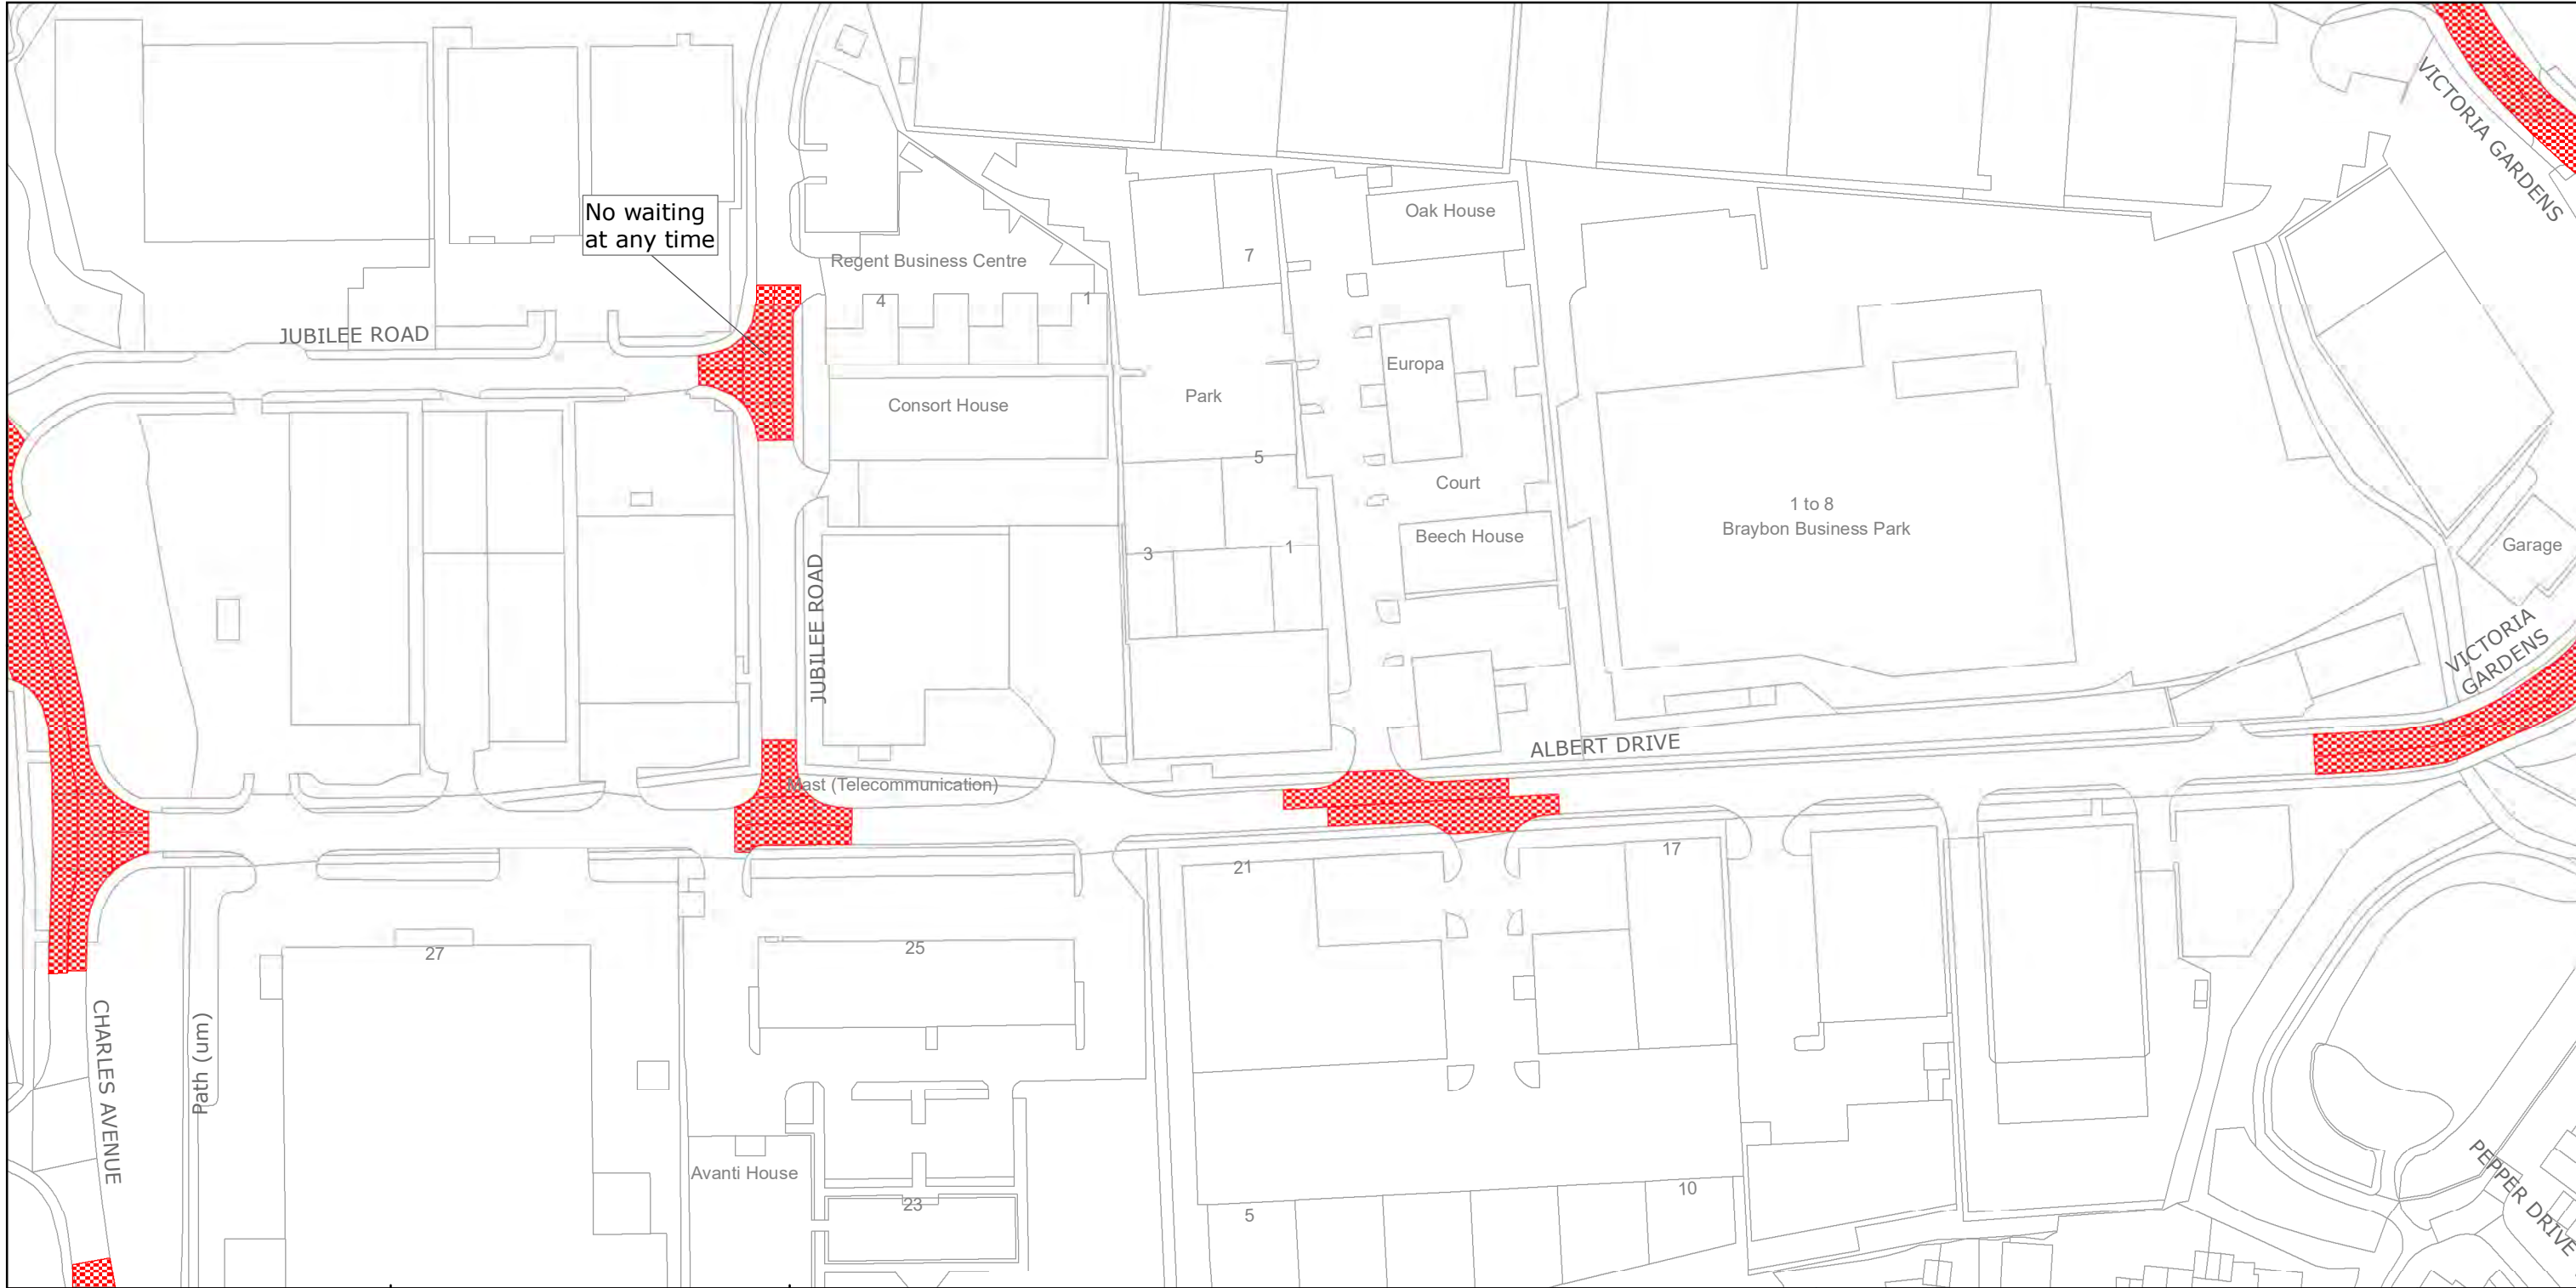 VICTORIA GARDENS
No waiting
at any time
Oak House
7
Regent Business Centre
4
1
JUBILEE ROAD
Europa
Park
Consort House
5
Court
1 to 8
Braybon Business Park
Beech House
Garage
3
1
JUBILEE ROAD
VICTORIA
GARDENS
ALBERT DRIVE
Mast (Telecommunication)
17
21
25
27
CHARLES AVENUE
Path (um)
Avanti House
PEPPER DRIVE
10
23
5